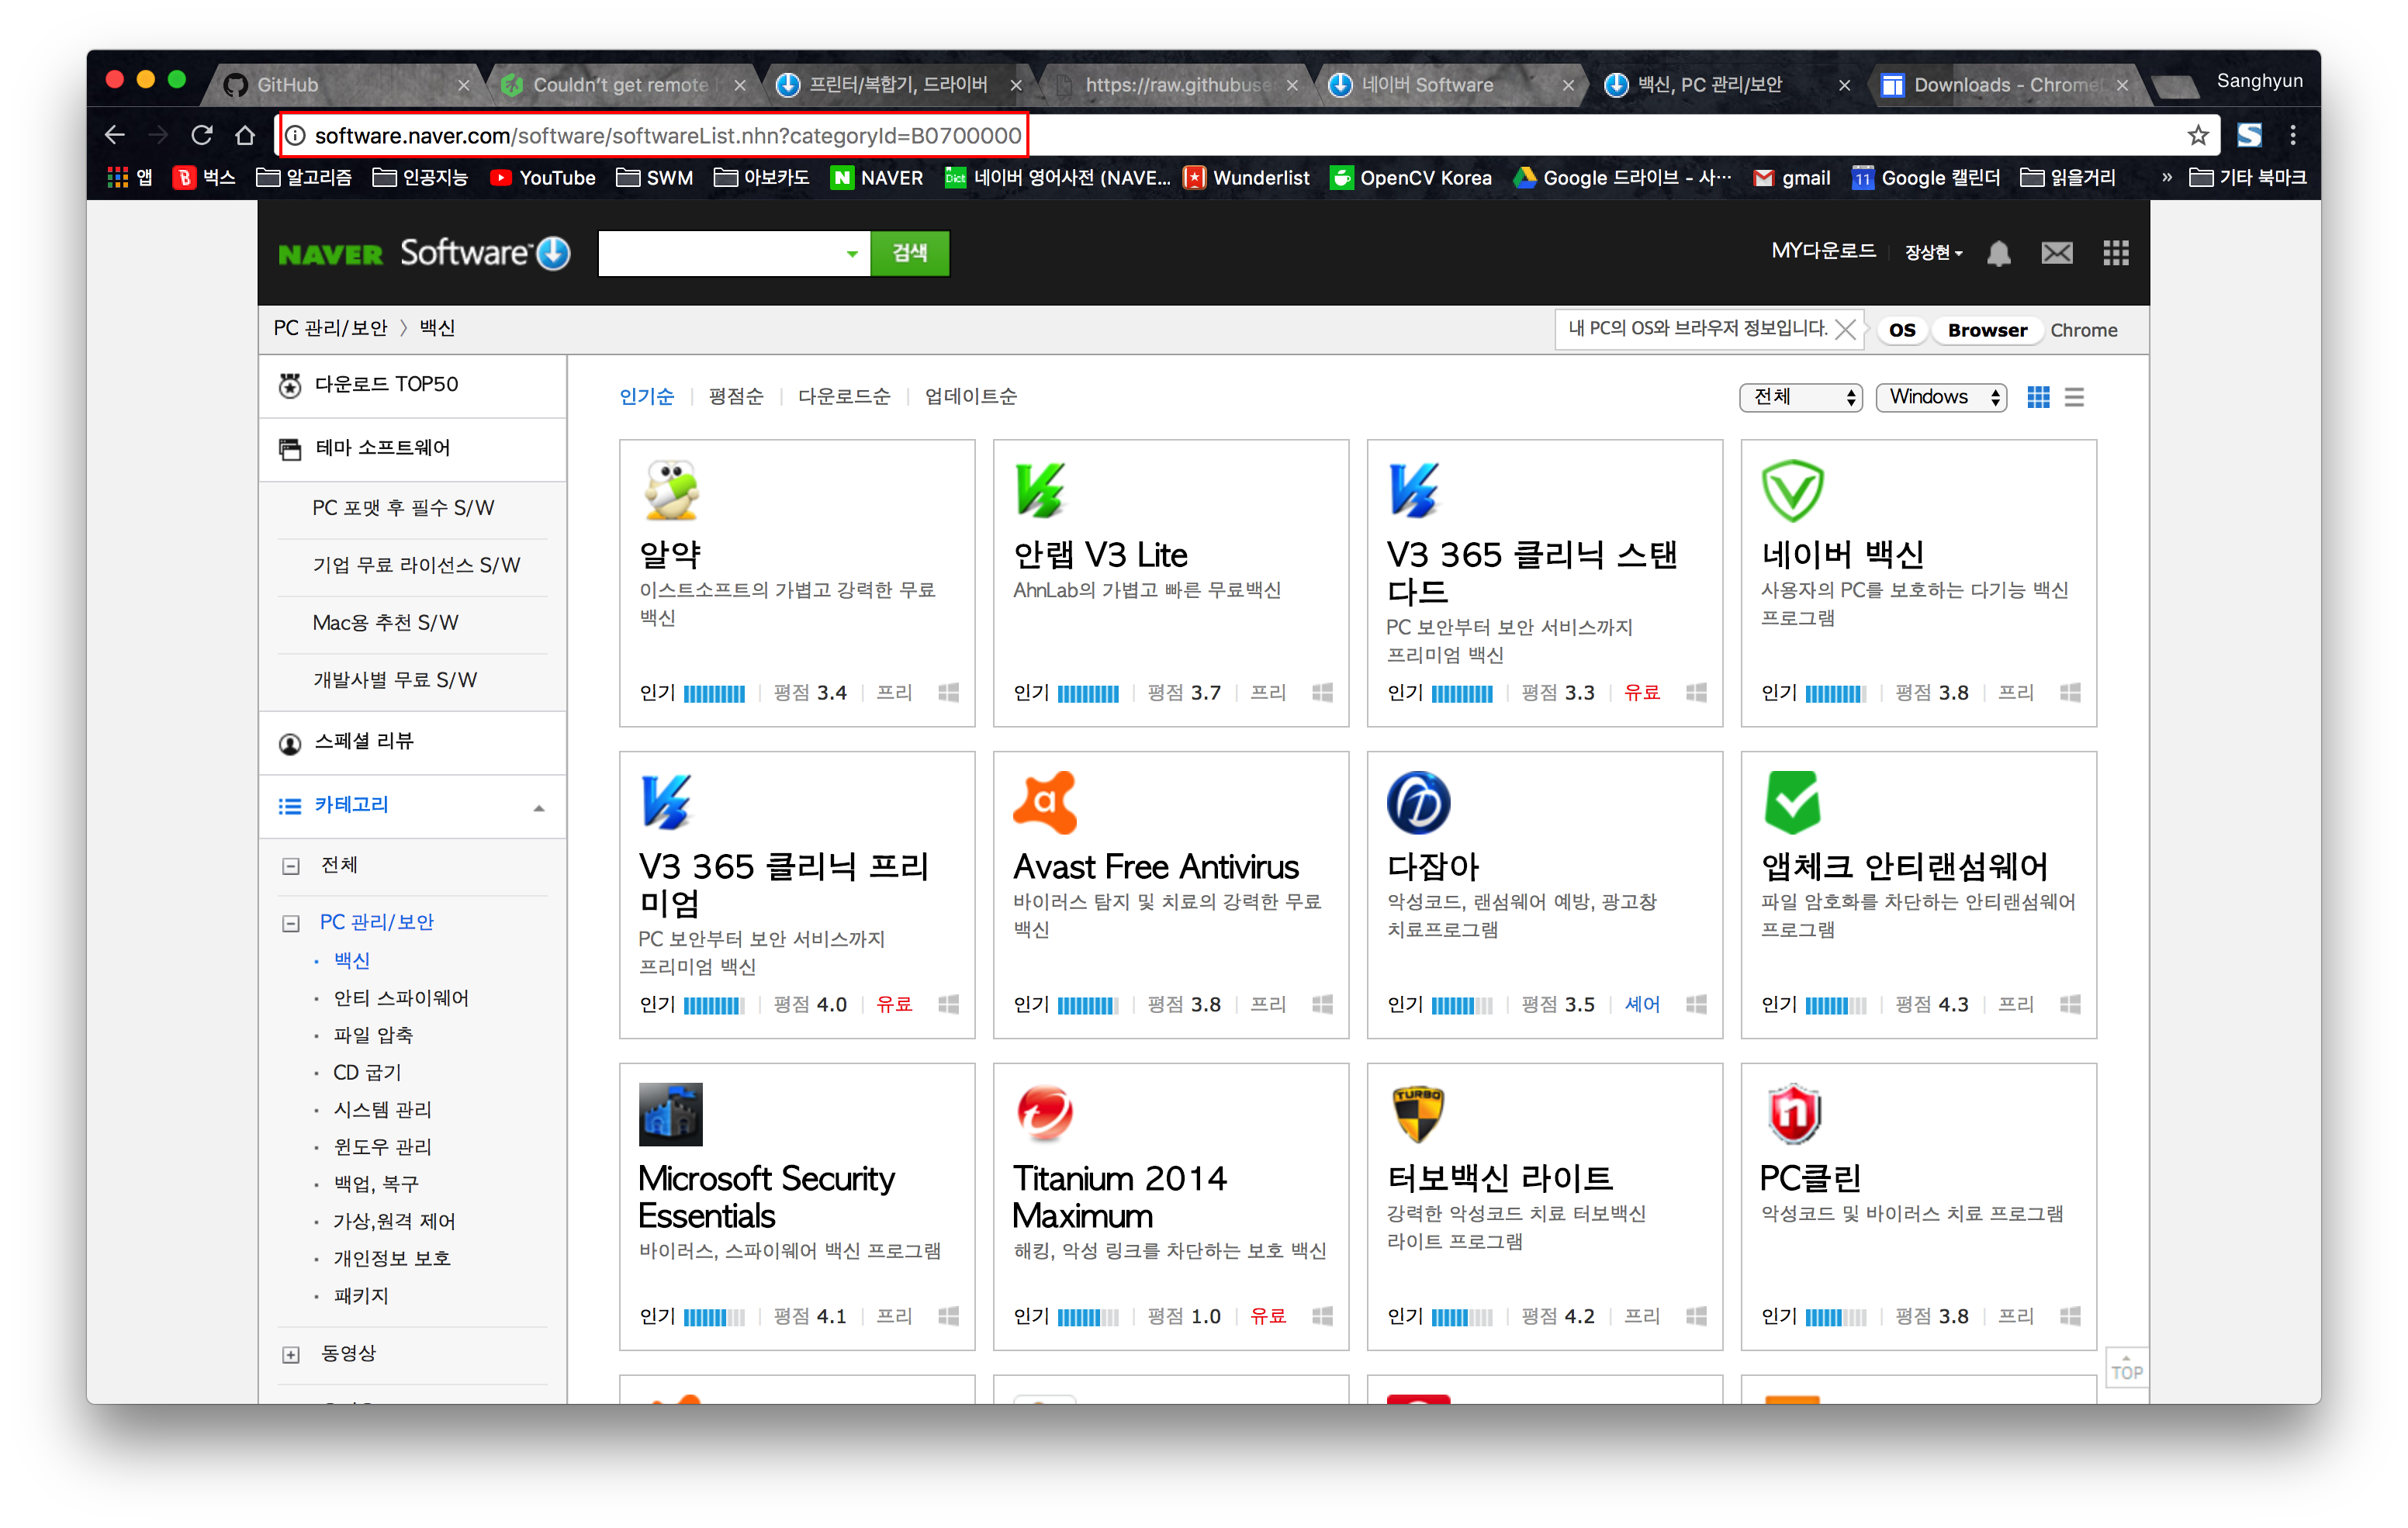 GitHub
Couldn't get remote
프린터/복합기, 드라이버
https://raw.githubuse
네이버 Software
백신, PC 관리/보안
Downloads - Chrome
Sanghyun
software.naver.com/software/softwareList.nhn?categoryId=B0700000
앱
벅스
알고리즘
인공지능
YouTube
SWM
아보카도
NAVER
네이버 영어사전 (NAVE...
Wunderlist
OpenCV Korea
Google 드라이브 - 사...
gmail
Google 캘린더
읽을거리
» 기타 북마크
NAVER Software
검색
MY다운로드
장상현
PC 관리/보안 〉 백신
내 PC의 OS와 브라우저 정보입니다.
OS
Browser
Chrome
다운로드 TOP50
테마 소프트웨어
PC 포맷 후 필수 S/W
기업 무료 라이선스 S/W
Mac용 추천 S/W
개발사별 무료 S/W
스페셜 리뷰
카테고리
전체
PC 관리/보안
백신
안티 스파이웨어
파일 압축
CD 굽기
시스템 관리
윈도우 관리
백업, 복구
가상,원격 제어
개인정보 보호
패키지
동영상
인기순 | 평점순 | 다운로드순 | 업데이트순
전체
Windows
알약
이스트소프트의 가볍고 강력한 무료
백신
인기 평점 3.4 프리
안랩 V3 Lite
AhnLab의 가볍고 빠른 무료백신
인기 평점 3.7 프리
V3 365 클리닉 스탠
다드
PC 보안부터 보안 서비스까지
프리미엄 백신
인기 평점 3.3 유료
네이버 백신
사용자의 PC를 보호하는 다기능 백신
프로그램
인기 평점 3.8 프리
V3 365 클리닉 프리
미엄
PC 보안부터 보안 서비스까지
프리미엄 백신
인기 평점 4.0 유료
Avast Free Antivirus
바이러스 탐지 및 치료의 강력한 무료
백신
인기 평점 3.8 프리
다잡아
악성코드, 랜섬웨어 예방, 광고창
치료프로그램
인기 평점 3.5 셰어
앱체크 안티랜섬웨어
파일 암호화를 차단하는 안티랜섬웨어
프로그램
인기 평점 4.3 프리
Microsoft Security
Essentials
바이러스, 스파이웨어 백신 프로그램
인기 평점 4.1 프리
Titanium 2014
Maximum
해킹, 악성 링크를 차단하는 보호 백신
인기 평점 1.0 유료
TURBO
터보백신 라이트
강력한 악성코드 치료 터보백신
라이트 프로그램
인기 평점 4.2 프리
PC클린
악성코드 및 바이러스 치료 프로그램
인기 평점 3.8 프리
TOP